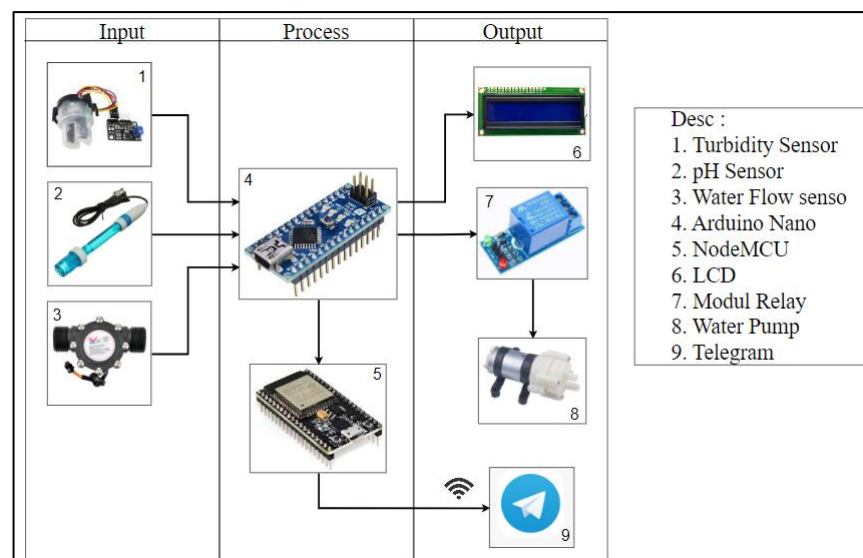 Input
Process
Output
1
2
3
4
5
6
7
8
9
Desc :
1. Turbidity Sensor
2. pH Sensor
3. Water Flow senso
4. Arduino Nano
5. NodeMCU
6. LCD
7. Modul Relay
8. Water Pump
9. Telegram